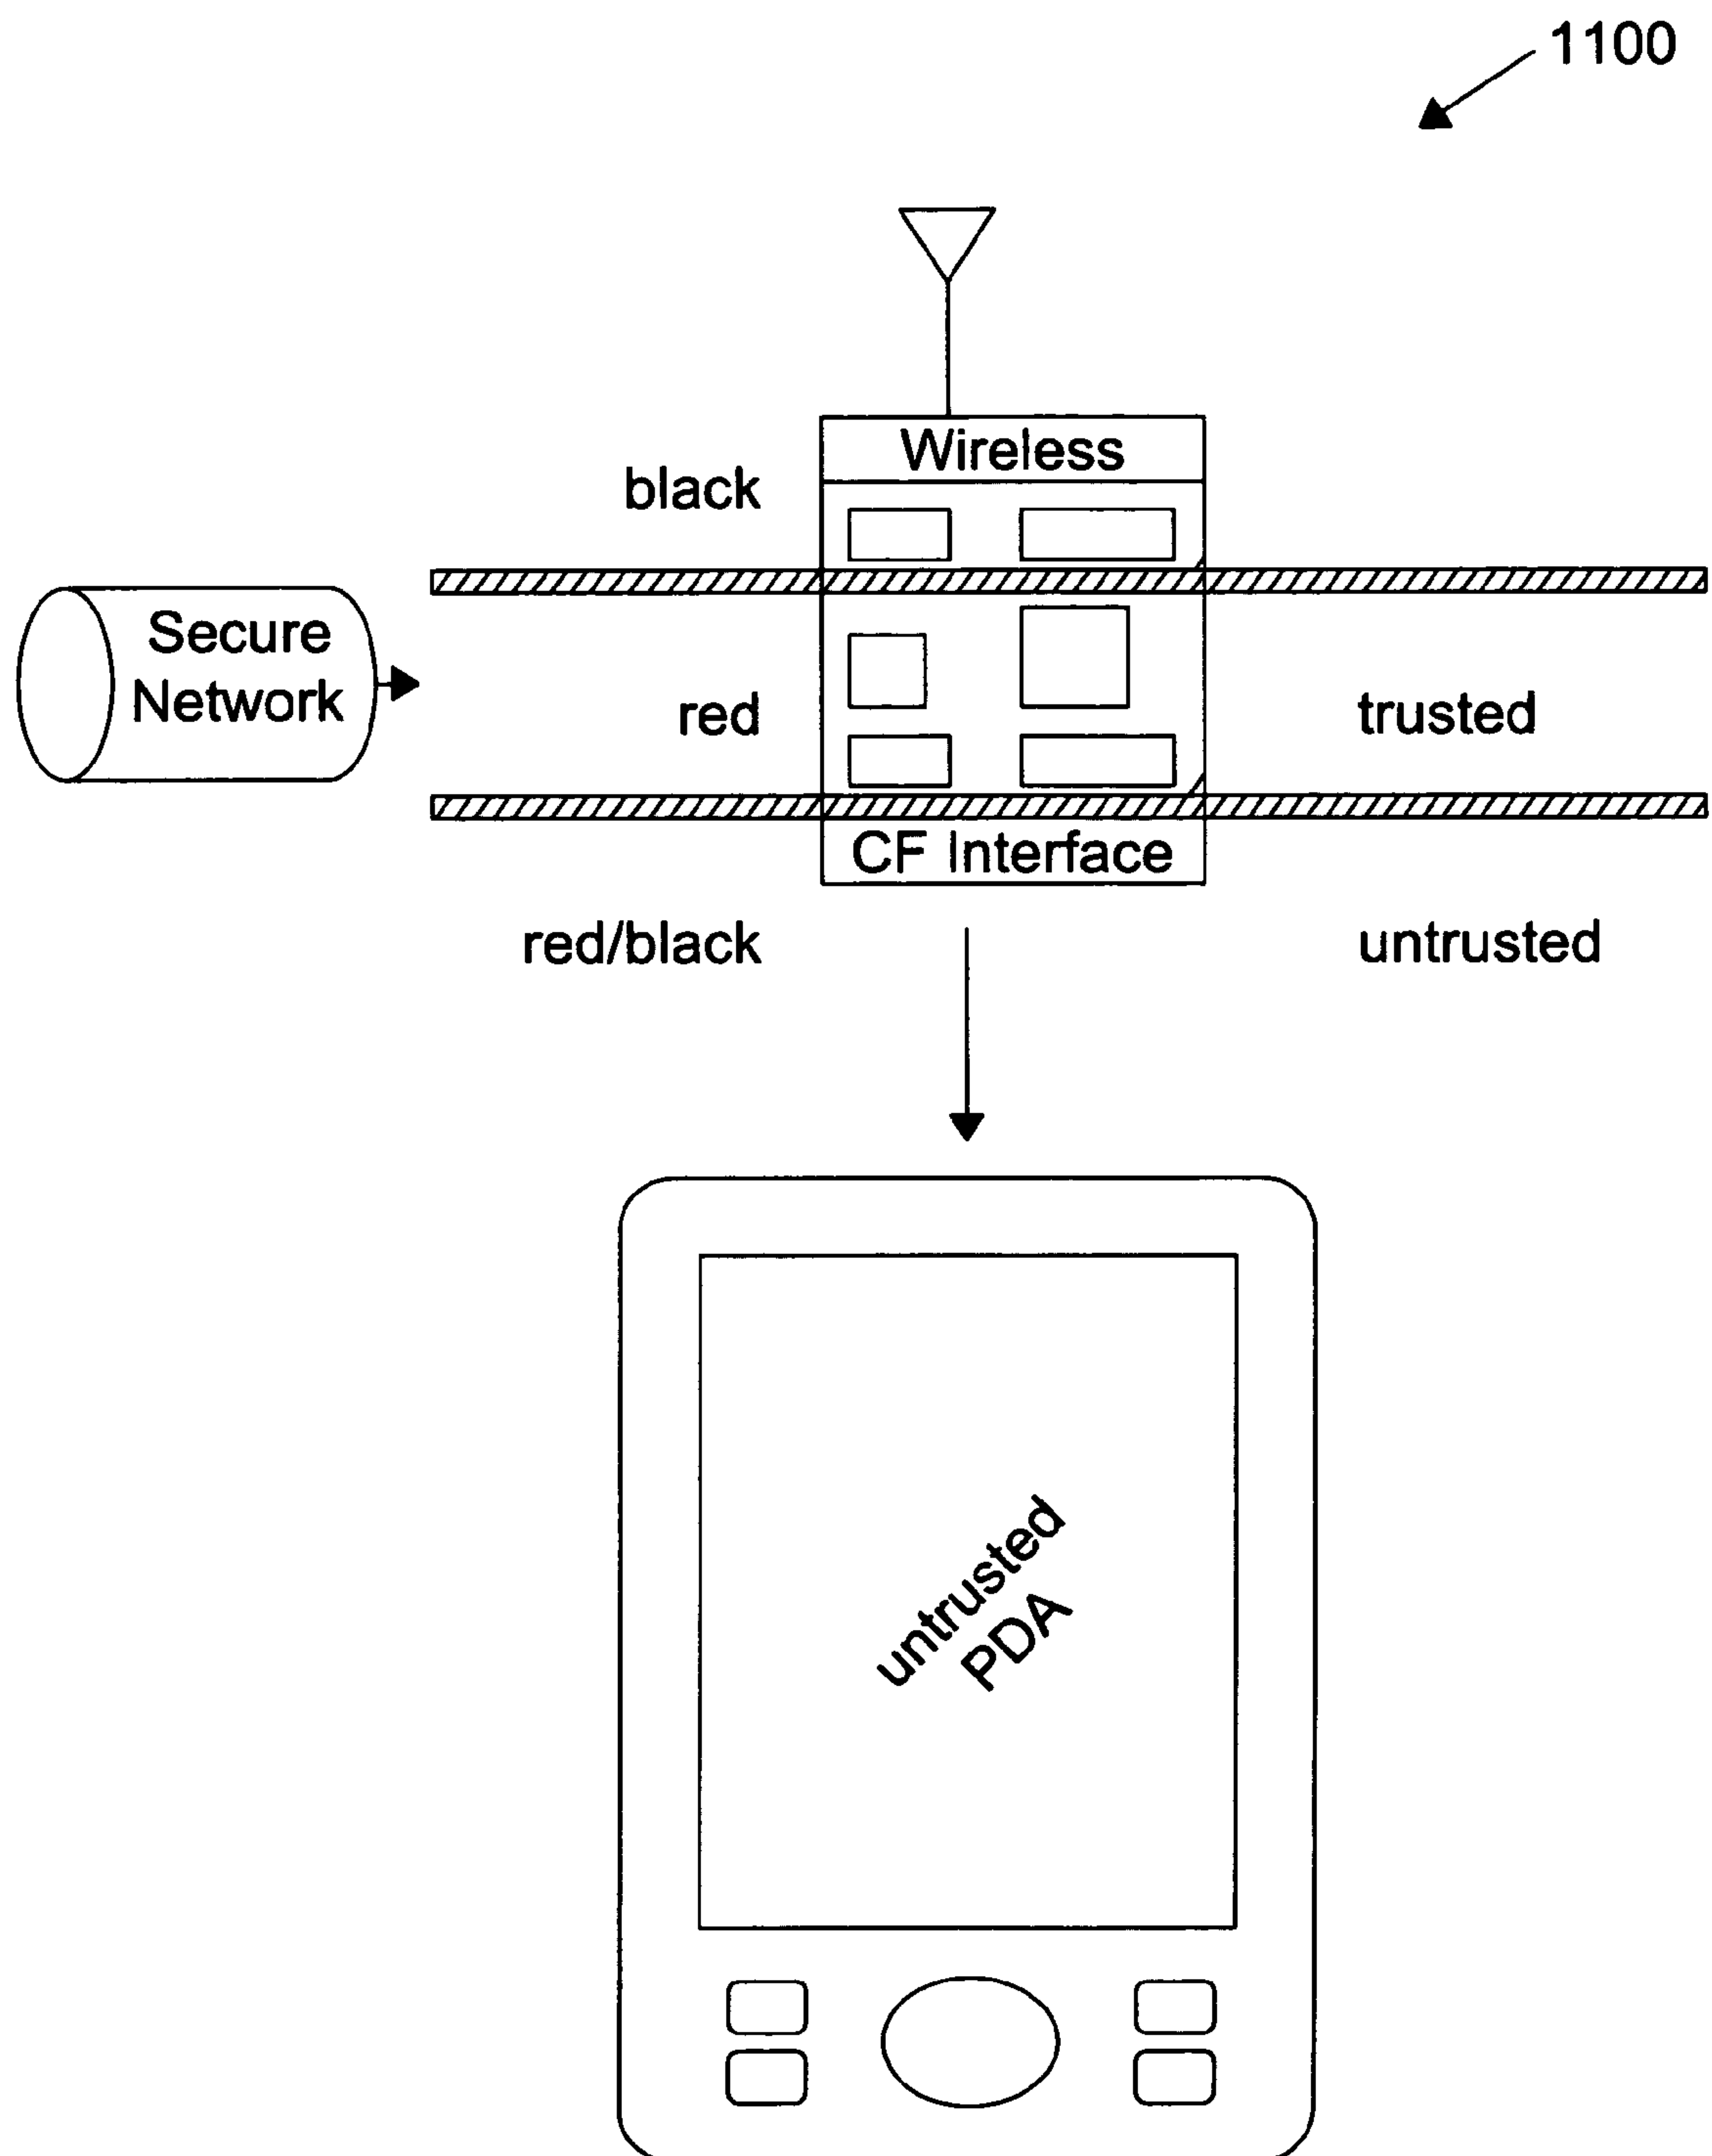 1100
Wireless
black
Secure
Network
red
trusted
CF Interface
red/black
untrusted
untrusted
PDA